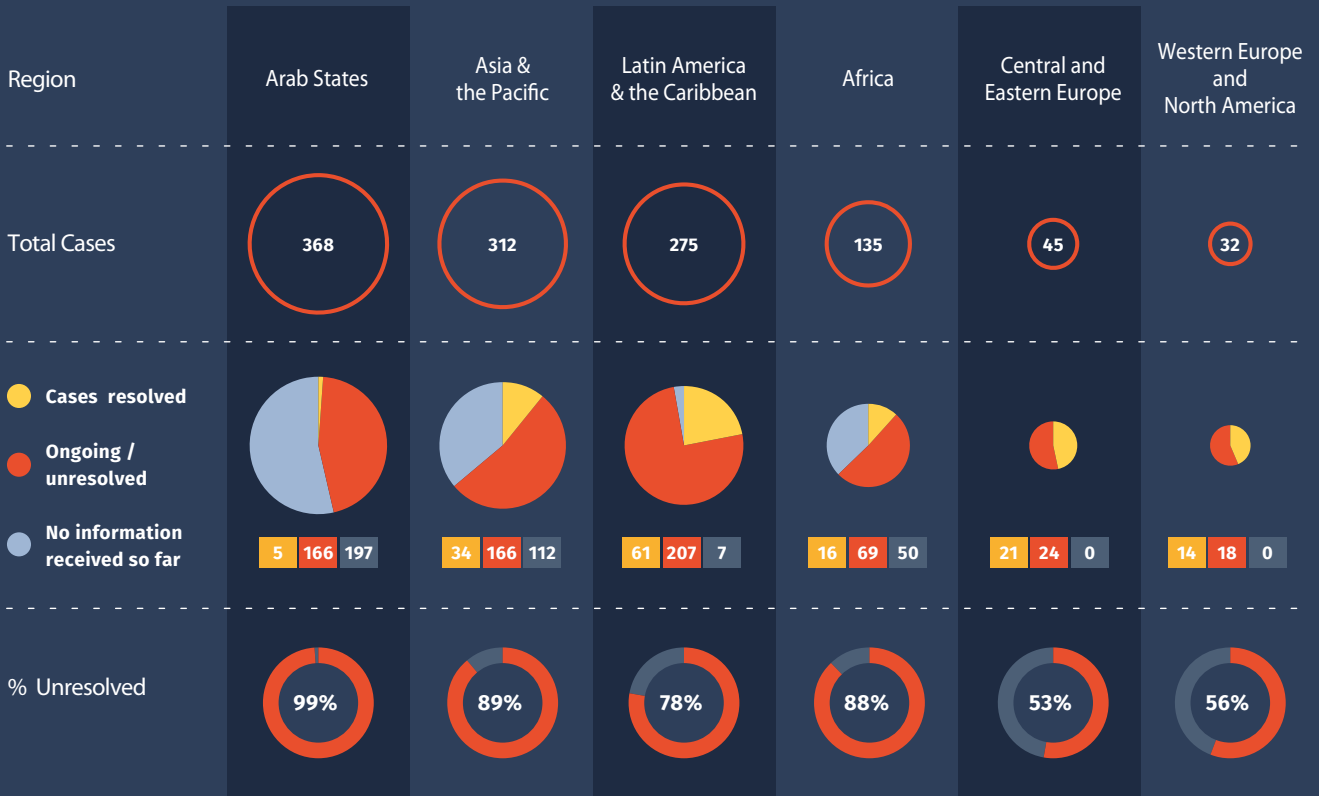 Region
Arab States
Asia &
the Pacific
Latin America
& the Caribbean
Africa
Central and
Eastern Europe
Western Europe
and
North America
Total Cases
368
312
275
135
45
32
Cases resolved
Ongoing /
unresolved
No information
received so far
5 166 197
34 166 112
61 207 7
16 69 50
21 24 0
14 18 0
% Unresolved
99%
89%
78%
88%
53%
56%